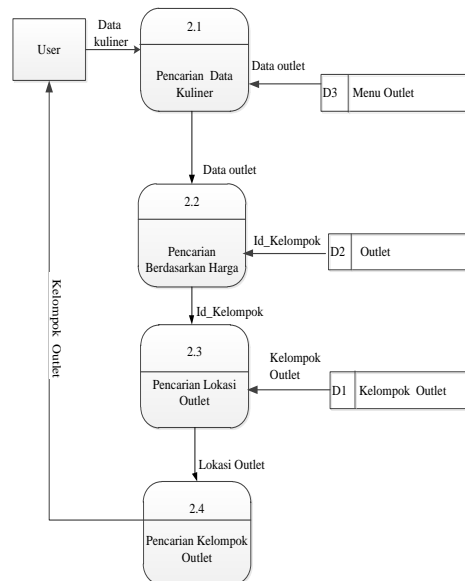 User
Data
kuliner
2.1
Pencarian Data
Kuliner
Data outlet
D3 Menu Outlet
Data outlet
2.2
Pencarian
Berdasarkan Harga
Id_Kelompok
D2 Outlet
Id_Kelompok
2.3
Pencarian Lokasi
Outlet
Kelompok
Outlet
D1 Kelompok Outlet
Lokasi Outlet
2.4
Pencarian Kelompok
Outlet
Kelompok Outlet